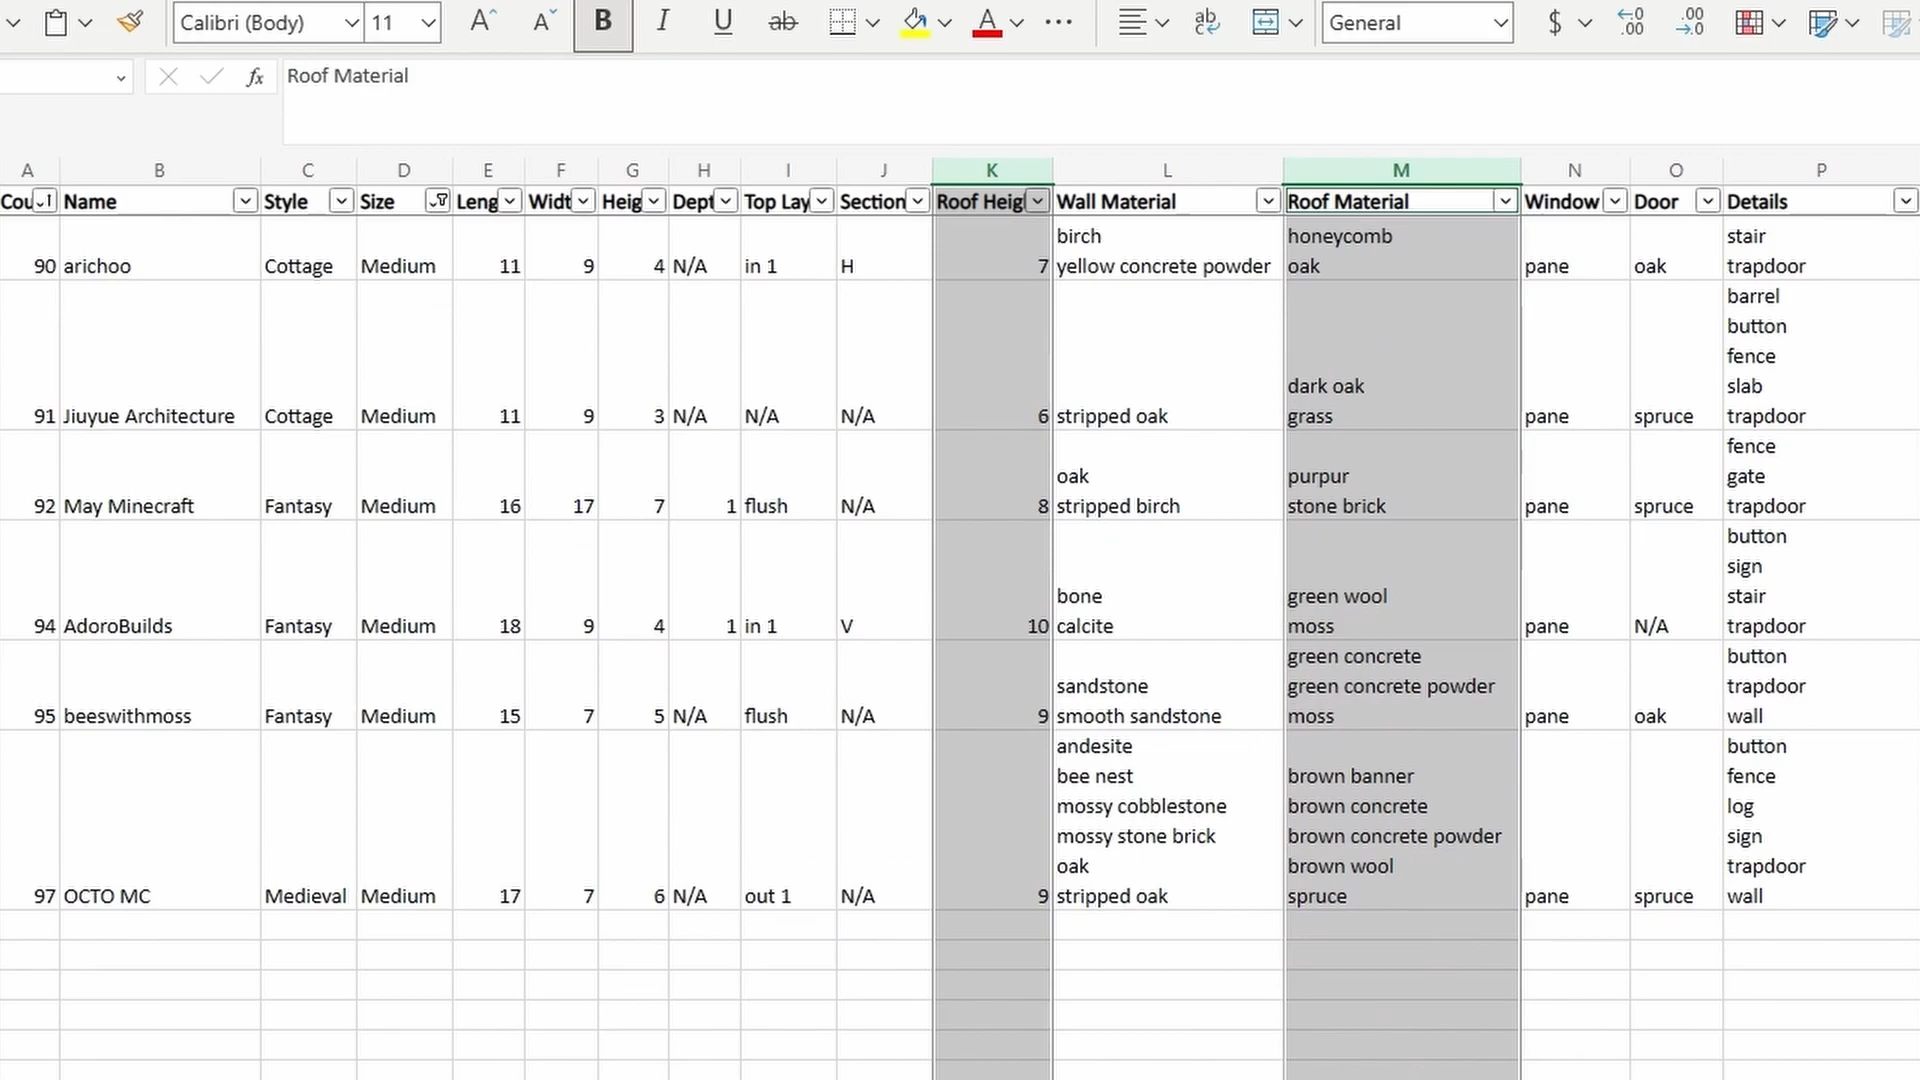 Calibri (Body) 11 A^ A˅ B I U ab A ... ab c General $ ←0 .00 .00 →0
fx Roof Material
A B C D E F G H I J K L M N O P
Cou Name Style Size Leng Widt Heig Dept Top Lay Section Roof Heig Wall Material Roof Material Window Door Details
birch honeycomb stair
90 arichoo Cottage Medium 11 9 4 N/A in 1 H 7 yellow concrete powder oak pane oak trapdoor
barrel
button
fence
dark oak slab
91 Jiuyue Architecture Cottage Medium 11 9 3 N/A N/A N/A 6 stripped oak grass pane spruce trapdoor
fence
oak purpur gate
92 May Minecraft Fantasy Medium 16 17 7 1 flush N/A 8 stripped birch stone brick pane spruce trapdoor
button
sign
bone green wool stair
94 AdoroBuilds Fantasy Medium 18 9 4 1 in 1 V 10 calcite moss pane N/A trapdoor
green concrete button
sandstone green concrete powder trapdoor
95 beeswithmoss Fantasy Medium 15 7 5 N/A flush N/A 9 smooth sandstone moss pane oak wall
andesite button
bee nest brown banner fence
mossy cobblestone brown concrete log
mossy stone brick brown concrete powder sign
oak brown wool trapdoor
97 OCTO MC Medieval Medium 17 7 6 N/A out 1 N/A 9 stripped oak spruce pane spruce wall